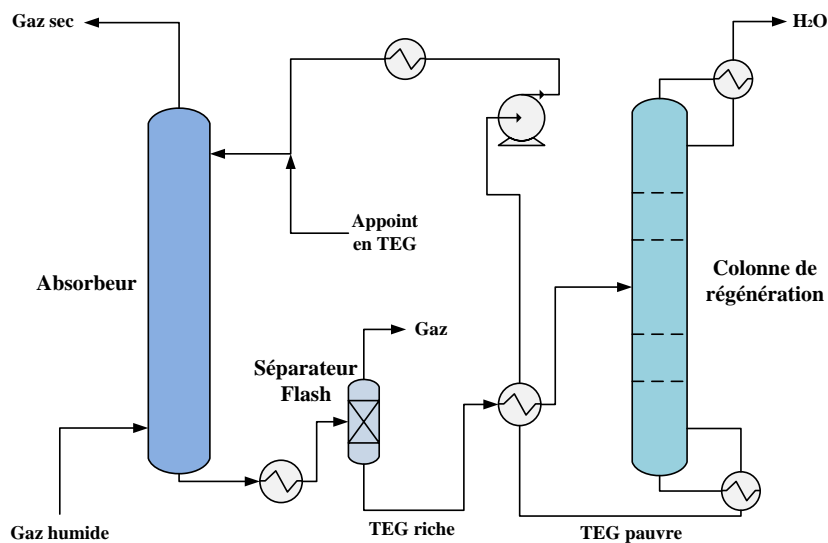 Gaz sec
H₂O
Appoint
en TEG
Absorbeur
Colonne de
régénération
Gaz
Séparateur
Flash
Gaz humide
TEG riche
TEG pauvre